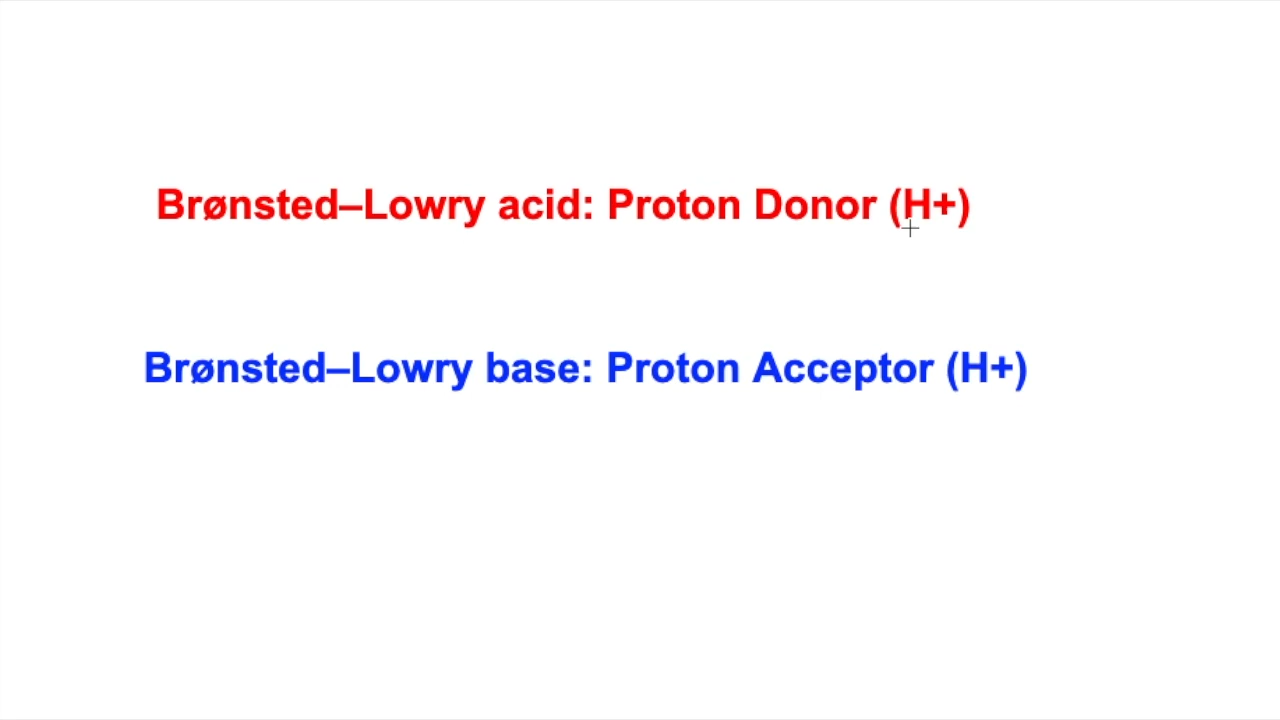 Brønsted–Lowry acid: Proton Donor (H+)
Brønsted–Lowry base: Proton Acceptor (H+)